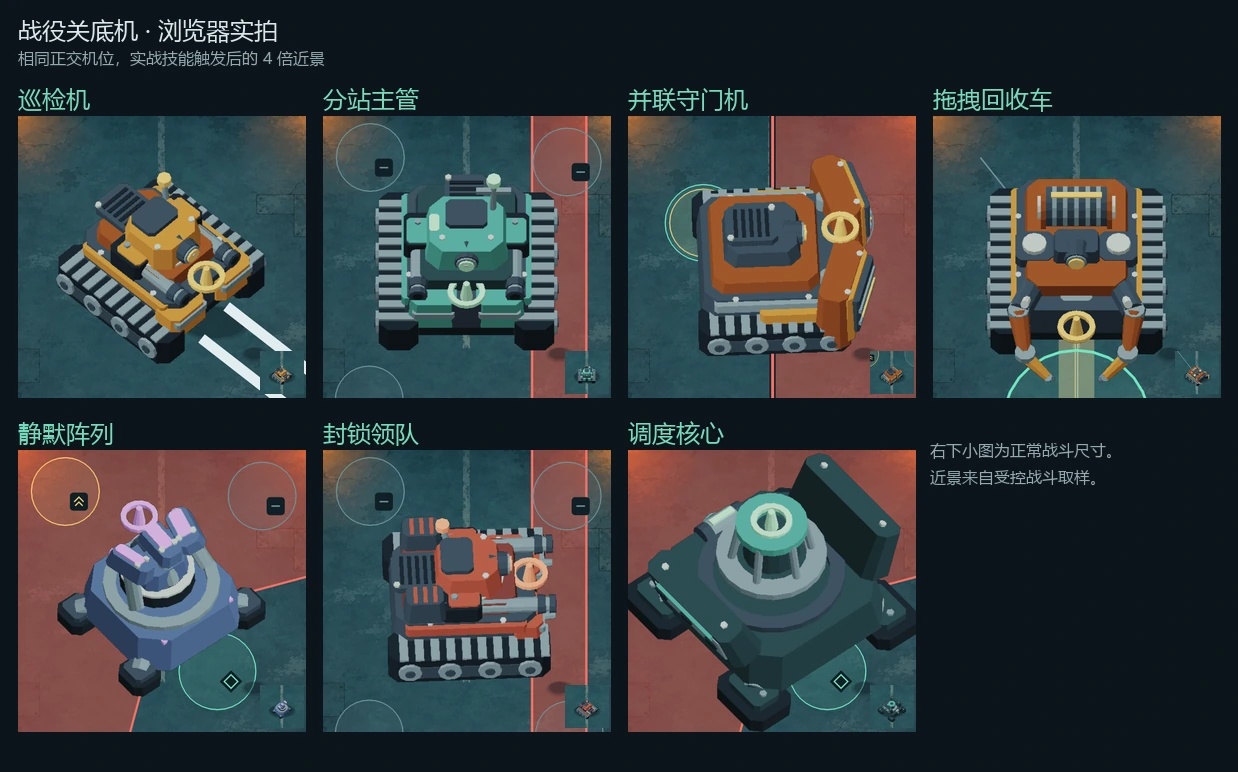 战役关底机 · 浏览器实拍
相同正交机位，实战技能触发后的 4 倍近景
巡检机
分站主管
并联守门机
拖拽回收车
静默阵列
封锁领队
调度核心
右下小图为正常战斗尺寸。
近景来自受控战斗取样。